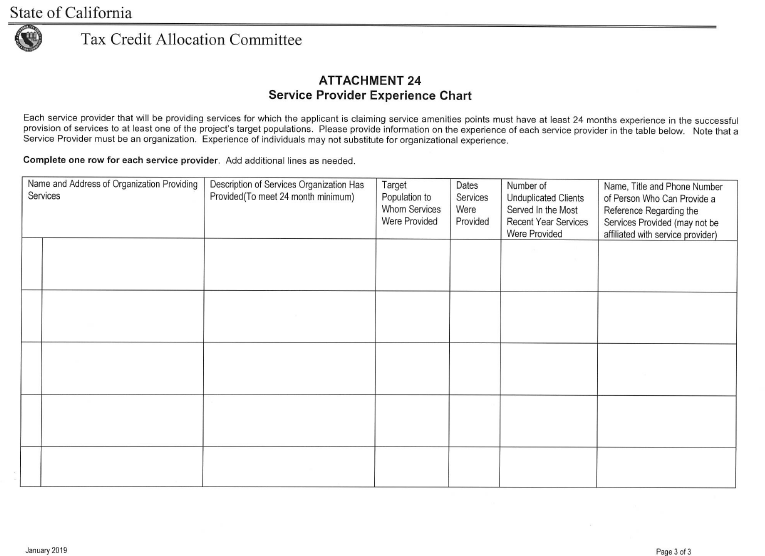 State of California
Tax Credit Allocation Committee
ATTACHMENT 24
Service Provider Experience Chart
Each service provider that will be providing services for which the applicant is claiming service amenities points must have at least 24 months experience in the successful
provision of services to at least one of the project's target populations. Please provide information on the experience of each service provider in the table below. Note that a
Service Provider must be an organization. Experience of individuals may not substitute for organizational experience.
Complete one row for each service provider. Add additional lines as needed.
Name and Address of Organization Providing
Services
Description of Services Organization Has
Provided(To meet 24 month minimum)
Target
Population to
Whom Services
Were Provided
Dates
Services
Were
Provided
Number of
Unduplicated Clients
Served In the Most
Recent Year Services
Were Provided
Name, Title and Phone Number
of Person Who Can Provide a
Reference Regarding the
Services Provided (may not be
affiliated with service provider)
January 2019
Page 3 of 3